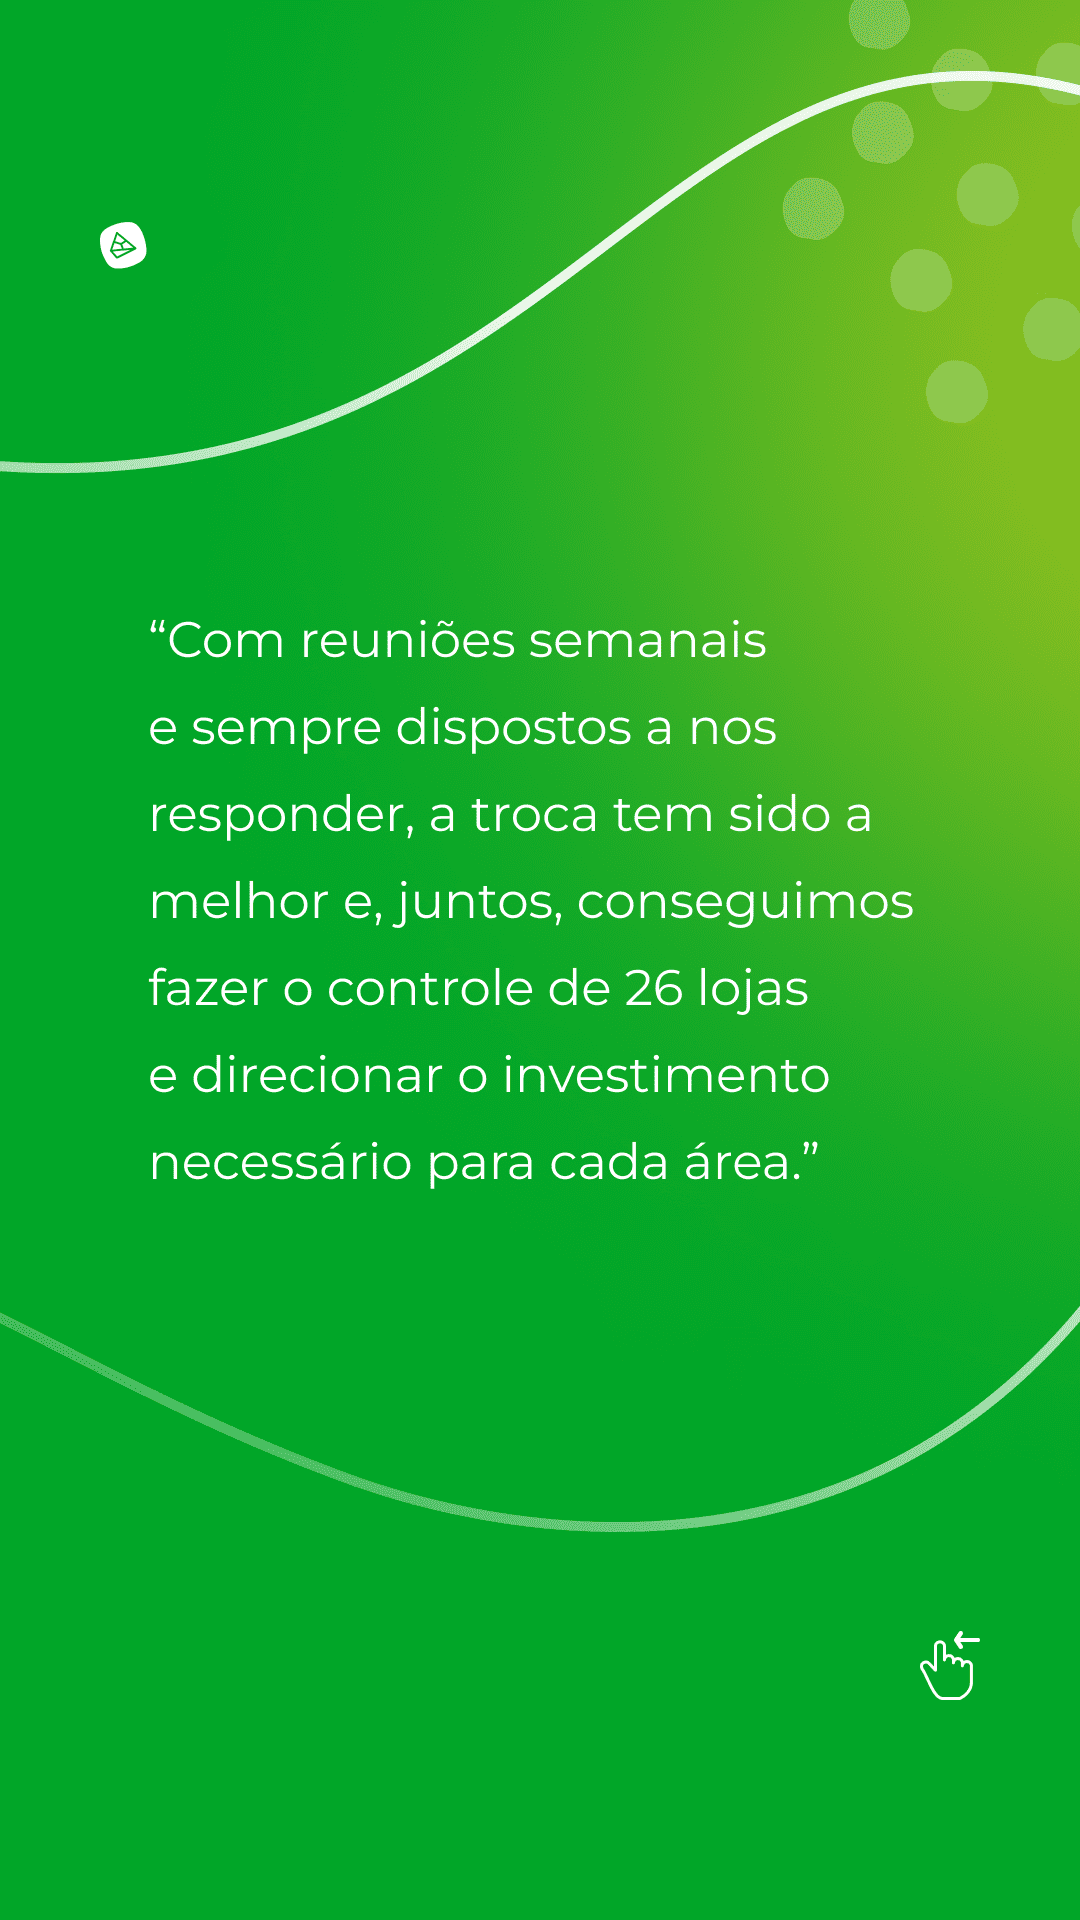 “Com reuniões semanais
e sempre dispostos a nos
responder, a troca tem sido a
melhor e, juntos, conseguimos
fazer o controle de 26 lojas
e direcionar o investimento
necessário para cada área.”